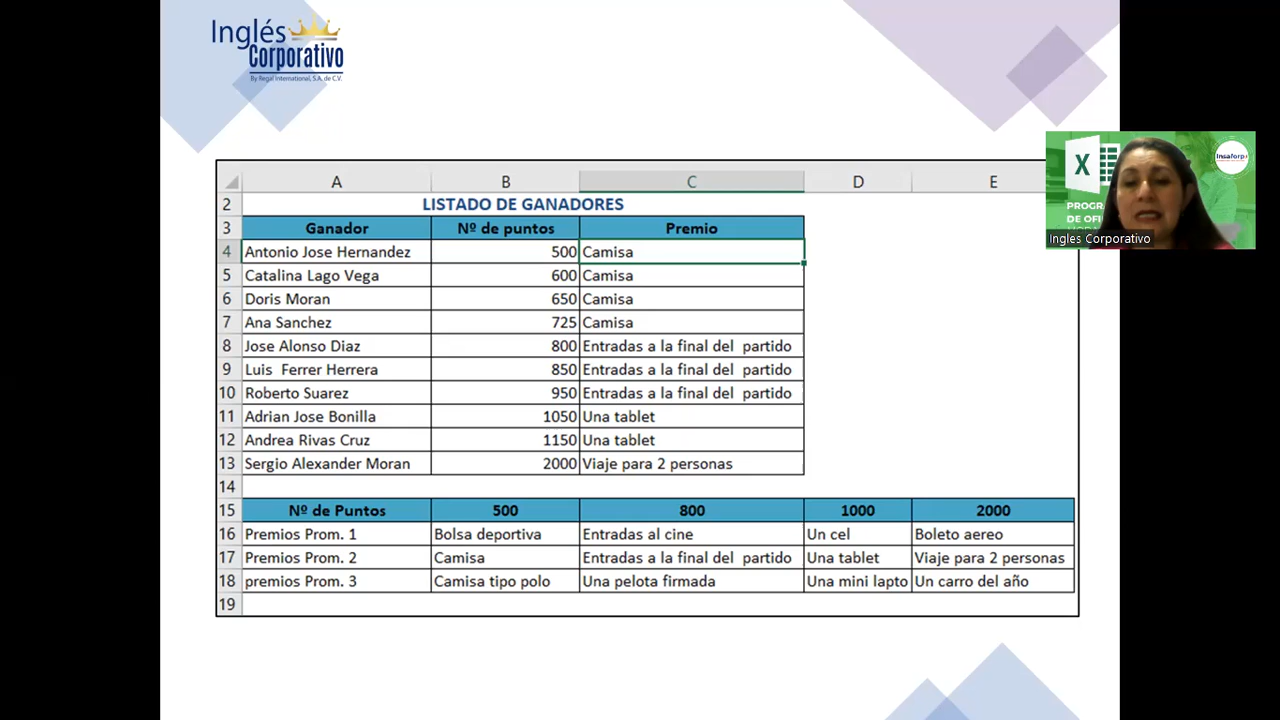 Inglés
Corporativo
By Regal International, S.A. de C.V.
A B C D E
2 LISTADO DE GANADORES
3 Ganador Nº de puntos Premio
4 Antonio Jose Hernandez 500 Camisa
5 Catalina Lago Vega 600 Camisa
6 Doris Moran 650 Camisa
7 Ana Sanchez 725 Camisa
8 Jose Alonso Diaz 800 Entradas a la final del partido
9 Luis Ferrer Herrera 850 Entradas a la final del partido
10 Roberto Suarez 950 Entradas a la final del partido
11 Adrian Jose Bonilla 1050 Una tablet
12 Andrea Rivas Cruz 1150 Una tablet
13 Sergio Alexander Moran 2000 Viaje para 2 personas
14
15 Nº de Puntos 500 800 1000 2000
16 Premios Prom. 1 Bolsa deportiva Entradas al cine Un cel Boleto aereo
17 Premios Prom. 2 Camisa Entradas a la final del partido Una tablet Viaje para 2 personas
18 premios Prom. 3 Camisa tipo polo Una pelota firmada Una mini lapto Un carro del año
19
X
Insaforp
PROGR
DE OFI
Ingles Corporativo